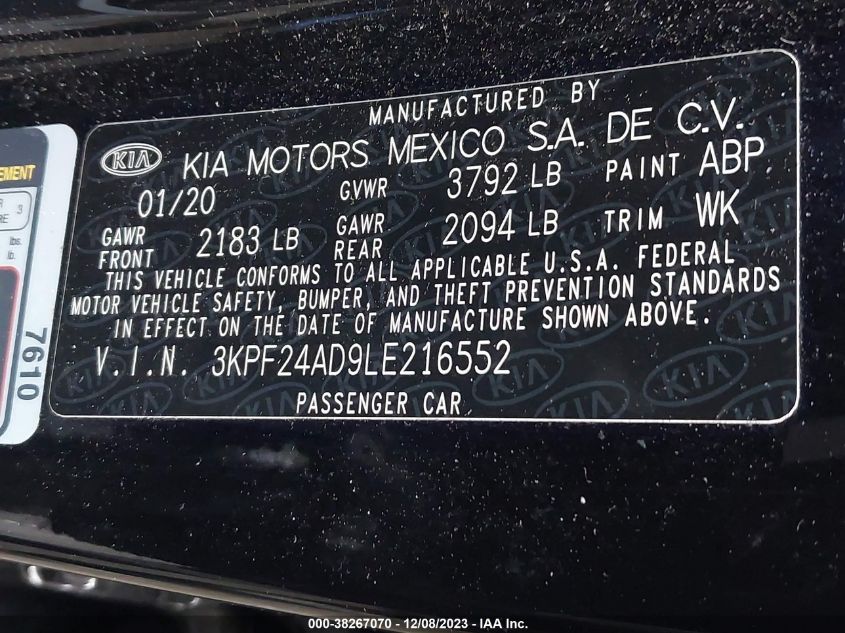 MANUFACTURED BY
KIA KIA MOTORS MEXICO S.A. DE C.V.
01/20 GVWR 3792 LB PAINT ABP
GAWR FRONT 2183 LB GAWR REAR 2094 LB TRIM WK
THIS VEHICLE CONFORMS TO ALL APPLICABLE U.S.A. FEDERAL
MOTOR VEHICLE SAFETY, BUMPER, AND THEFT PREVENTION STANDARDS
IN EFFECT ON THE DATE OF MANUFACTURE SHOWN ABOVE.
V.I.N. 3KPF24AD9LE216552
PASSENGER CAR
3
lbs.
lb.
7610
000-38267070 - 12/08/2023 - IAA Inc.